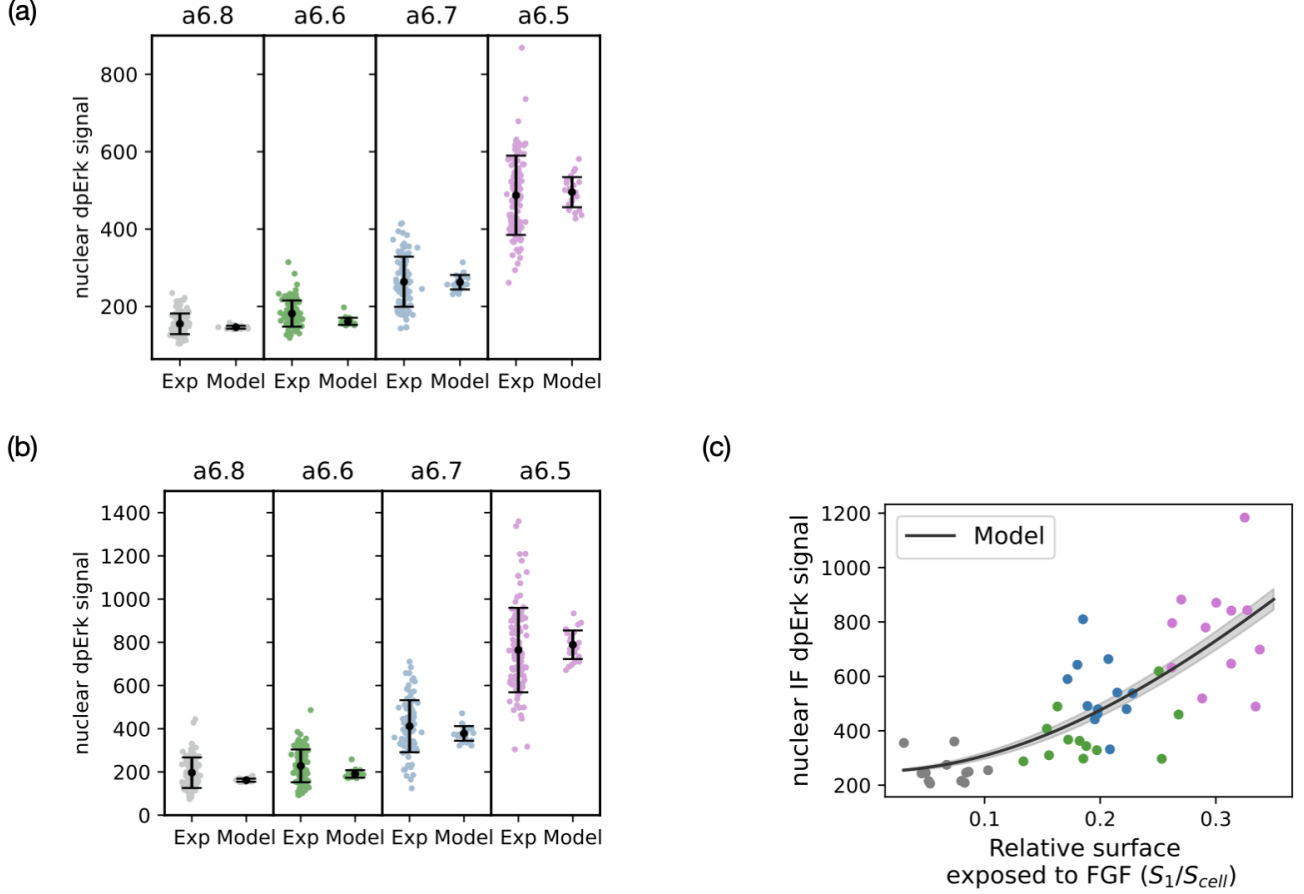 (a)
a6.8 a6.6 a6.7 a6.5
nuclear dpErk signal
800
600
400
200
Exp Model Exp Model Exp Model Exp Model
(b)
a6.8 a6.6 a6.7 a6.5
nuclear dpErk signal
1400
1200
1000
800
600
400
200
0
Exp Model Exp Model Exp Model Exp Model
(c)
nuclear IF dpErk signal
1200
1000
800
600
400
200
Model
0.1 0.2 0.3
Relative surface
exposed to FGF (S1/Scell)